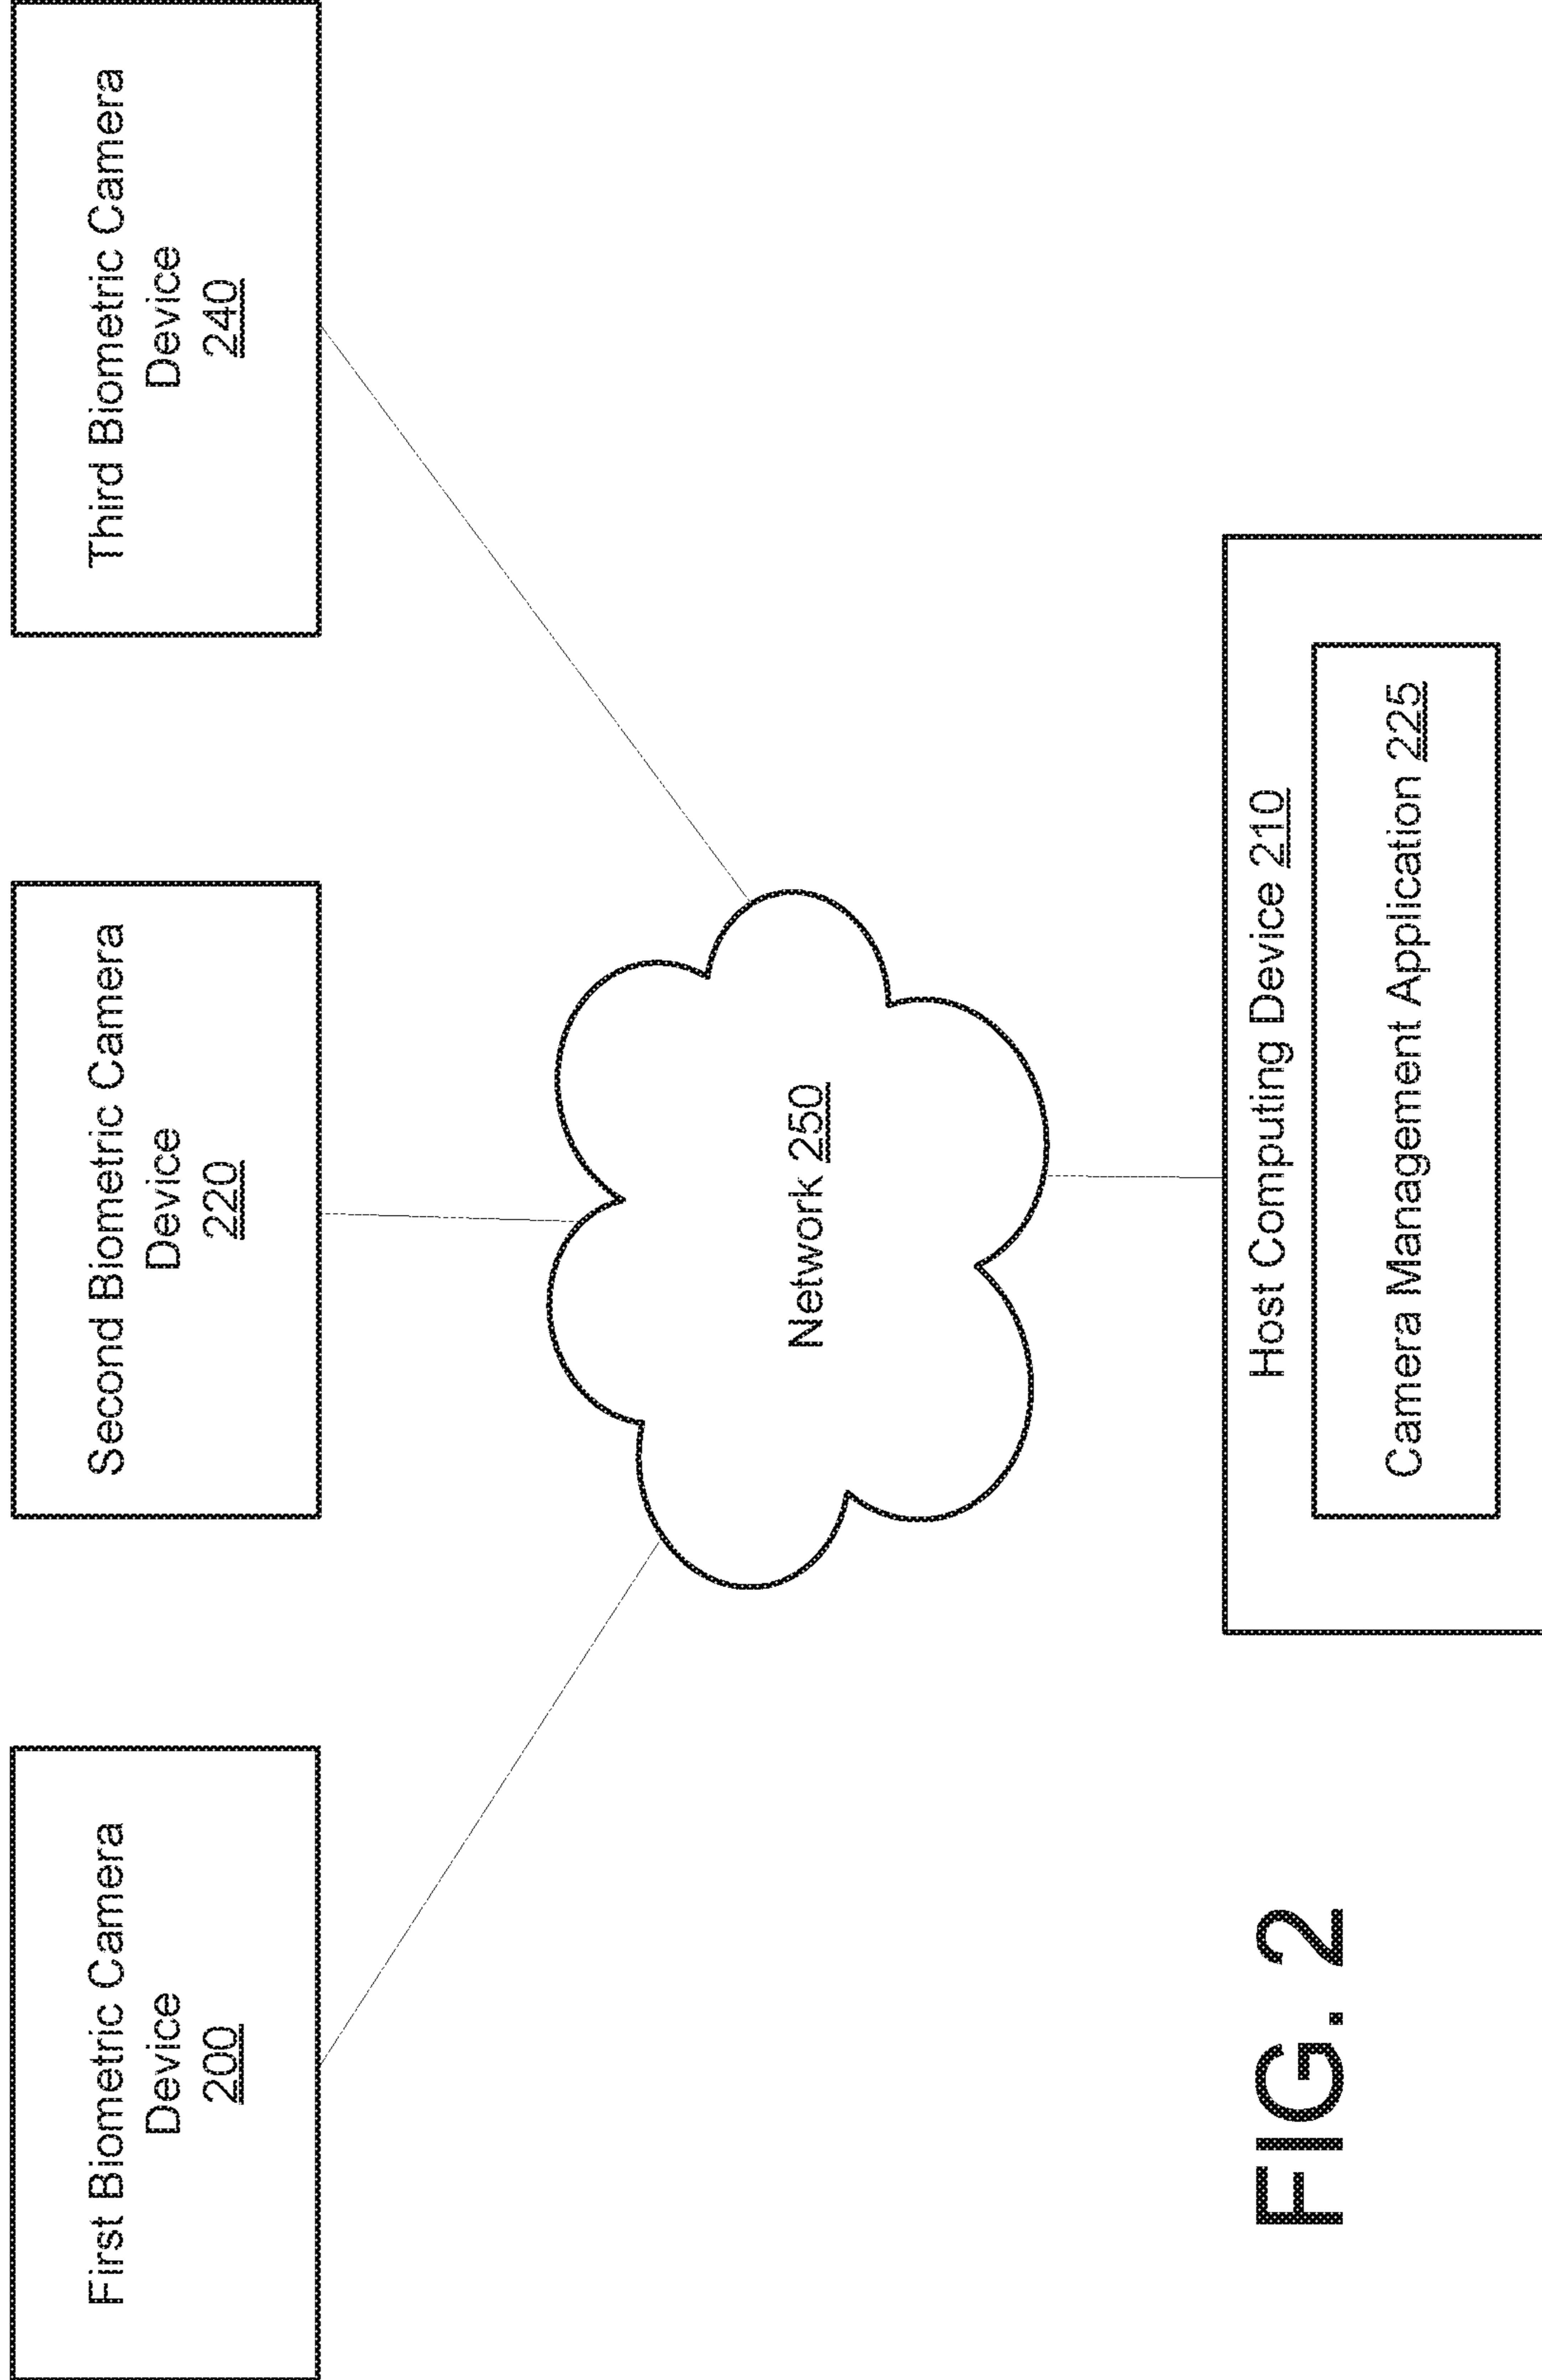 First Biometric Camera
Device
200
Second Biometric Camera
Device
220
Third Biometric Camera
Device
240
Network 250
Host Computing Device 210
Camera Management Application 225
FIG. 2